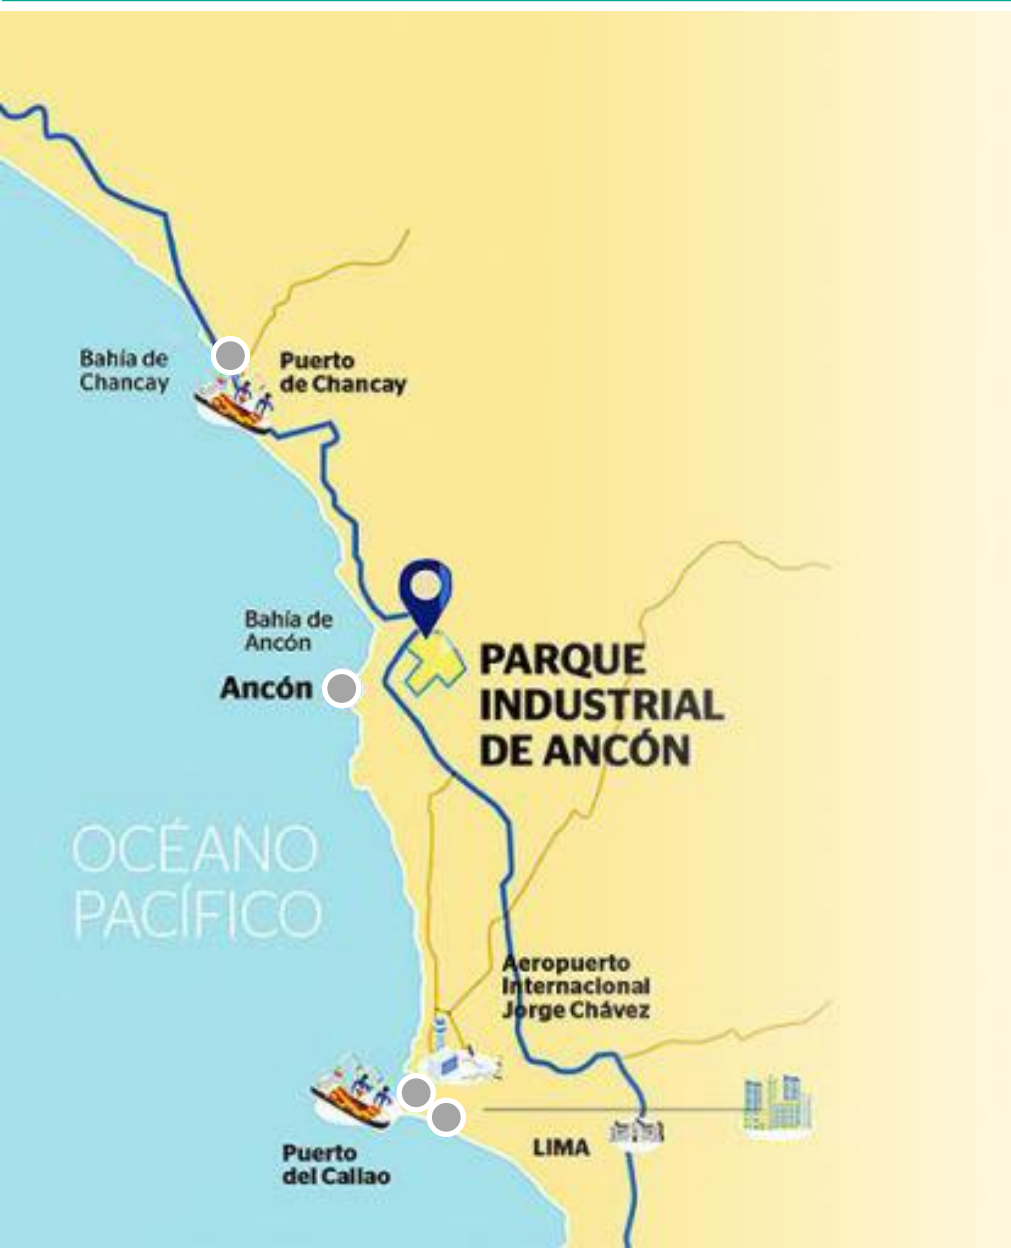 Bahía de
Chancay
Puerto
de Chancay
Bahía de
Ancón
Ancón
PARQUE
INDUSTRIAL
DE ANCÓN
OCÉANO
PACÍFICO
Aeropuerto
Internacional
Jorge Chávez
Puerto
del Callao
LIMA